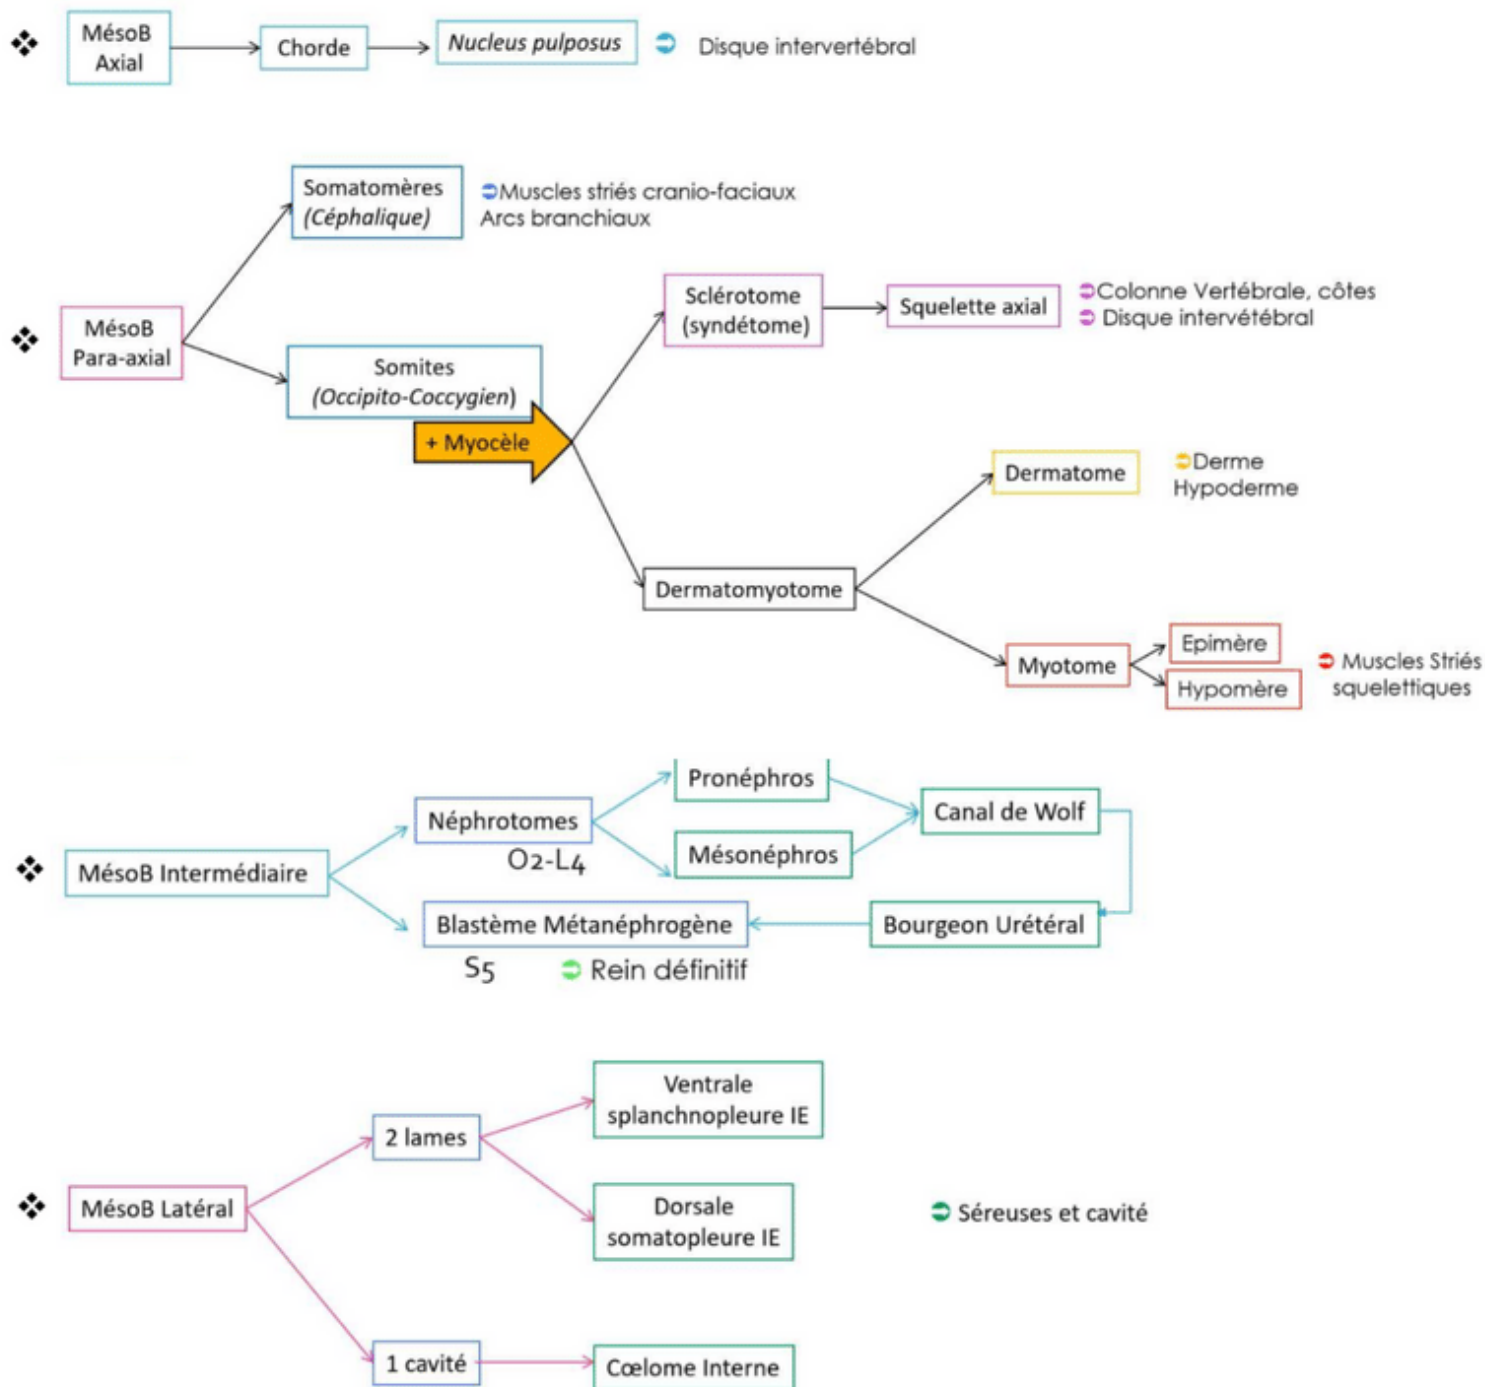 MésoB
Axial
Chorde
Nucleus pulposus
Disque intervertébral
Somatomères
(Céphalique)
Muscles striés cranio-faciaux
Arcs branchiaux
MésoB
Para-axial
Somites
(Occipito-Coccygien)
+ Myocèle
Sclérotome
(syndétome)
Squelette axial
Colonne Vertébrale, côtes
Disque intervétébral
Dermatome
Derme
Hypoderme
Dermatomyotome
Myotome
Epimère
Hypomère
Muscles Striés
squelettiques
MésoB Intermédiaire
Néphrotomes
O2-L4
Pronéphros
Mésonéphros
Canal de Wolf
Blastème Métanéphrogène
Bourgeon Urétéral
S5
Rein définitif
MésoB Latéral
2 lames
Ventrale
splanchnopleure IE
Dorsale
somatopleure IE
Séreuses et cavité
1 cavité
Cœlome Interne